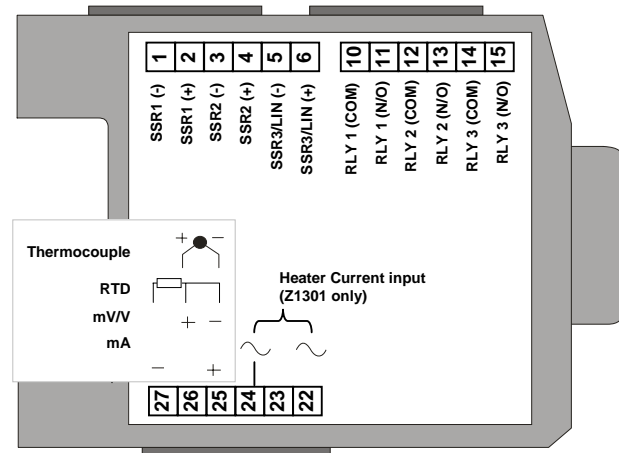 1 2 3 4 5 6 10 11 12 13 14 15
SSR1 (-)
SSR1 (+)
SSR2 (-)
SSR2 (+)
SSR3/LIN (-)
SSR3/LIN (+)
RLY 1 (COM)
RLY 1 (N/O)
RLY 2 (COM)
RLY 2 (N/O)
RLY 3 (COM)
RLY 3 (N/O)
Thermocouple + −
RTD
mV/V + −
mA
− +
Heater Current input
(Z1301 only)
27 26 25 24 23 22